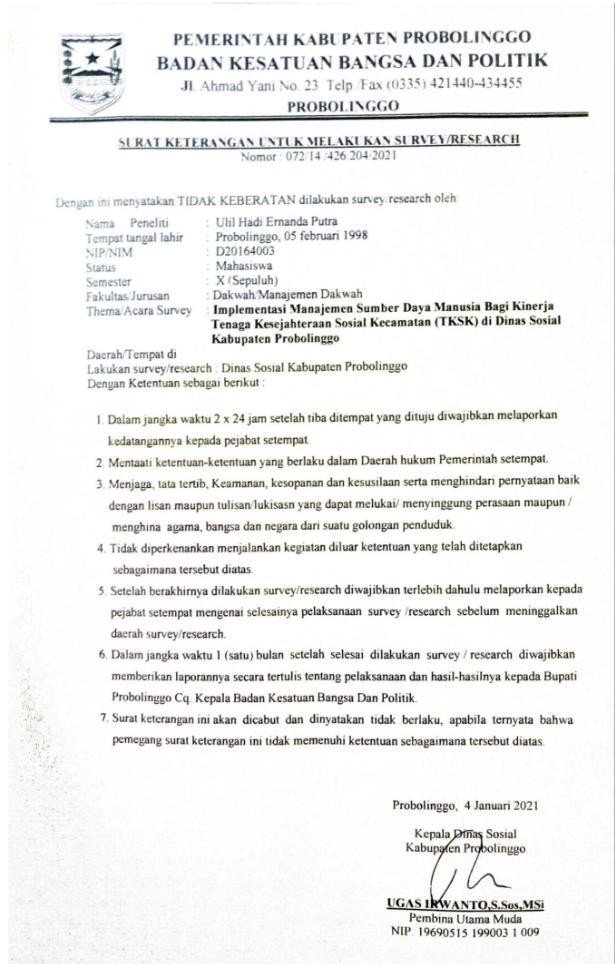 PEMERINTAH KABUPATEN PROBOLINGGO
BADAN KESATUAN BANGSA DAN POLITIK
Jl. Ahmad Yani No. 23 Telp /Fax (0335) 421440-434455
PROBOLINGGO
SURAT KETERANGAN UNTUK MELAKUKAN SURVEY/RESEARCH
Nomor : 072/14 /426.204/2021
Dengan ini menyatakan TIDAK KEBERATAN dilakukan survey/research oleh:
Nama Peneliti : Ulil Hadi Ernanda Putra
Tempat tangal lahir : Probolinggo, 05 februari 1998
NIP/NIM : D20164003
Status : Mahasiswa
Semester : X (Sepuluh)
Fakultas/Jurusan : Dakwah/Manajemen Dakwah
Thema/Acara Survey : Implementasi Manajemen Sumber Daya Manusia Bagi Kinerja
Tenaga Kesejahteraan Sosial Kecamatan (TKSK) di Dinas Sosial
Kabupaten Probolinggo
Daerah/Tempat di
Lakukan survey/research : Dinas Sosial Kabupaten Probolinggo
Dengan Ketentuan sebagai berikut :
1. Dalam jangka waktu 2 x 24 jam setelah tiba ditempat yang dituju diwajibkan melaporkan
kedatangannya kepada pejabat setempat.
2. Mentaati ketentuan-ketentuan yang berlaku dalam Daerah hukum Pemerintah setempat.
3. Menjaga, tata tertib, Keamanan, kesopanan dan kesusilaan serta menghindari pernyataan baik
dengan lisan maupun tulisan/lukisasn yang dapat melukai/ menyinggung perasaan maupun /
menghina agama, bangsa dan negara dari suatu golongan penduduk.
4. Tidak diperkenankan menjalankan kegiatan diluar ketentuan yang telah ditetapkan
sebagaimana tersebut diatas.
5. Setelah berakhirnya dilakukan survey/research diwajibkan terlebih dahulu melaporkan kepada
pejabat setempat mengenai selesainya pelaksanaan survey /research sebelum meninggalkan
daerah survey/research.
6. Dalam jangka waktu 1 (satu) bulan setelah selesai dilakukan survey / research diwajibkan
memberikan laporannya secara tertulis tentang pelaksanaan dan hasil-hasilnya kepada Bupati
Probolinggo Cq. Kepala Badan Kesatuan Bangsa Dan Politik.
7. Surat keterangan ini akan dicabut dan dinyatakan tidak berlaku, apabila ternyata bahwa
pemegang surat keterangan ini tidak memenuhi ketentuan sebagaimana tersebut diatas.
Probolinggo, 4 Januari 2021
Kepala Dinas Sosial
Kabupaten Probolinggo
UGAS IRWANTO,S.Sos,MSi
Pembina Utama Muda
NIP. 19690515 199003 1 009